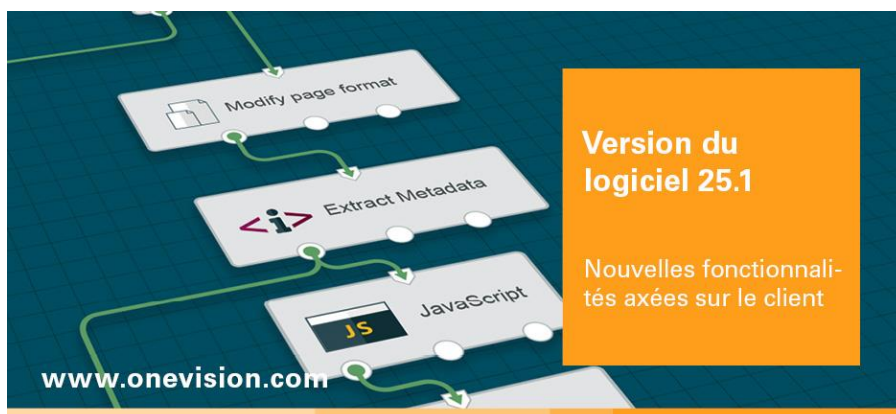 Modify page format
<i> Extract Metadata
JS JavaScript
Version du
logiciel 25.1
Nouvelles fonctionnali-
tés axées sur le client
www.onevision.com